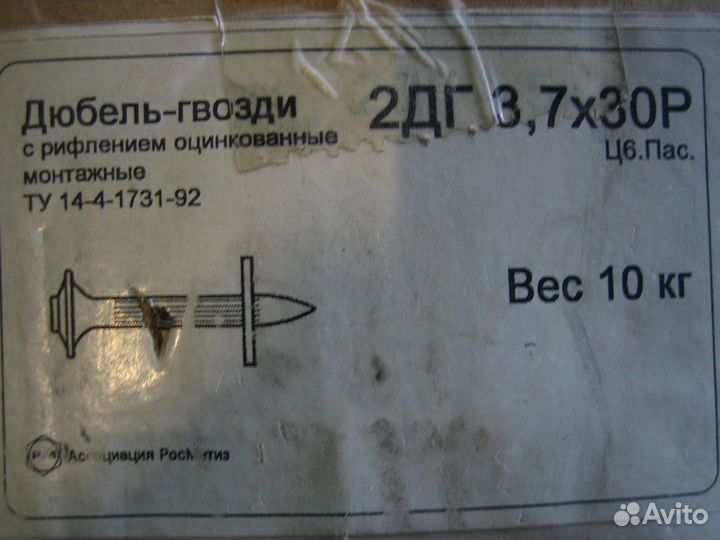 Дюбель-гвозди
с рифлением оцинкованные
монтажные
ТУ 14-4-1731-92
2ДГ 3,7х30Р
Ц6.Пас.
Вес 10 кг
Ассоциация
Avito